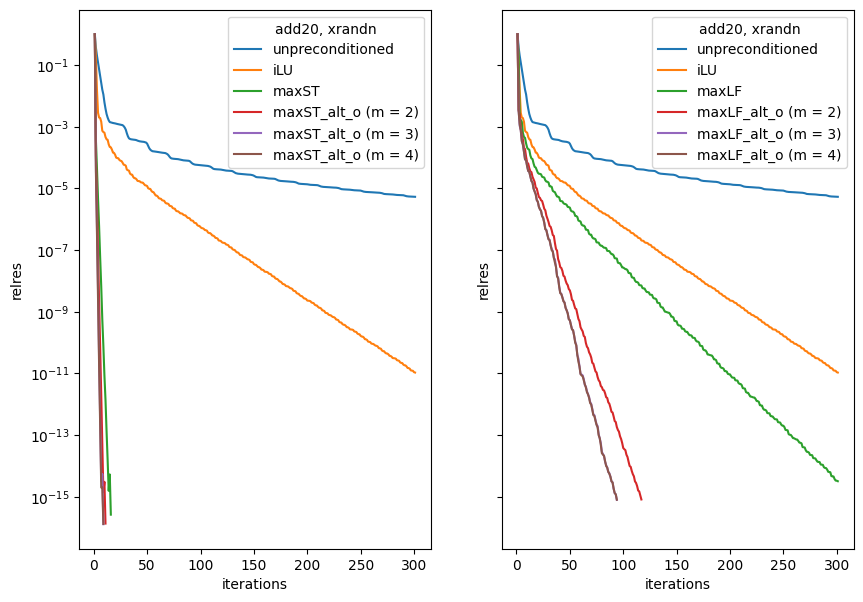 add20, xrandn
unpreconditioned
iLU
maxST
maxST_alt_o (m = 2)
maxST_alt_o (m = 3)
maxST_alt_o (m = 4)
10⁻¹
10⁻³
10⁻⁵
10⁻⁷
10⁻⁹
10⁻¹¹
10⁻¹³
10⁻¹⁵
relres
0 50 100 150 200 250 300
iterations
add20, xrandn
unpreconditioned
iLU
maxLF
maxLF_alt_o (m = 2)
maxLF_alt_o (m = 3)
maxLF_alt_o (m = 4)
relres
0 50 100 150 200 250 300
iterations